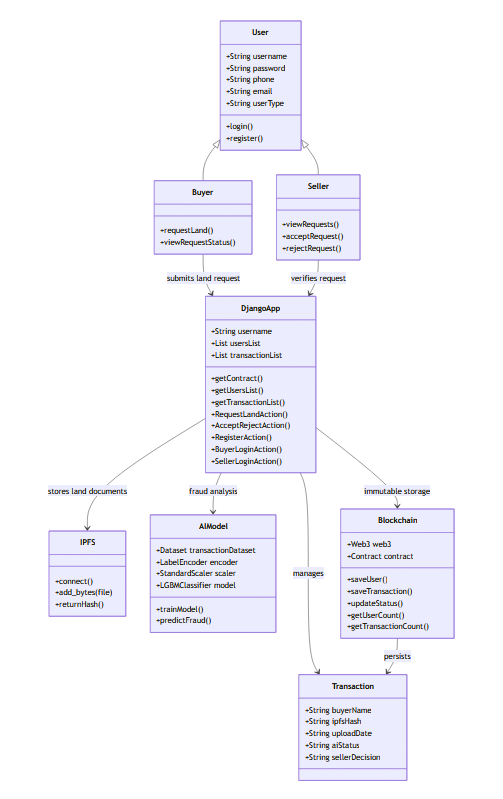 User
+String username
+String password
+String phone
+String email
+String userType
+login()
+register()
Buyer
+requestLand()
+viewRequestStatus()
Seller
+viewRequests()
+acceptRequest()
+rejectRequest()
submits land request
verifies request
DjangoApp
+String username
+List usersList
+List transactionList
+getContract()
+getUsersList()
+getTransactionList()
+RequestLandAction()
+AcceptRejectAction()
+RegisterAction()
+BuyerLoginAction()
+SellerLoginAction()
stores land documents
fraud analysis
immutable storage
IPFS
+connect()
+add_bytes(file)
+returnHash()
AIModel
+Dataset transactionDataset
+LabelEncoder encoder
+StandardScaler scaler
+LGBMClassifier model
+trainModel()
+predictFraud()
manages
Blockchain
+Web3 web3
+Contract contract
+saveUser()
+saveTransaction()
+updateStatus()
+getUserCount()
+getTransactionCount()
persists
Transaction
+String buyerName
+String ipfsHash
+String uploadDate
+String aiStatus
+String sellerDecision